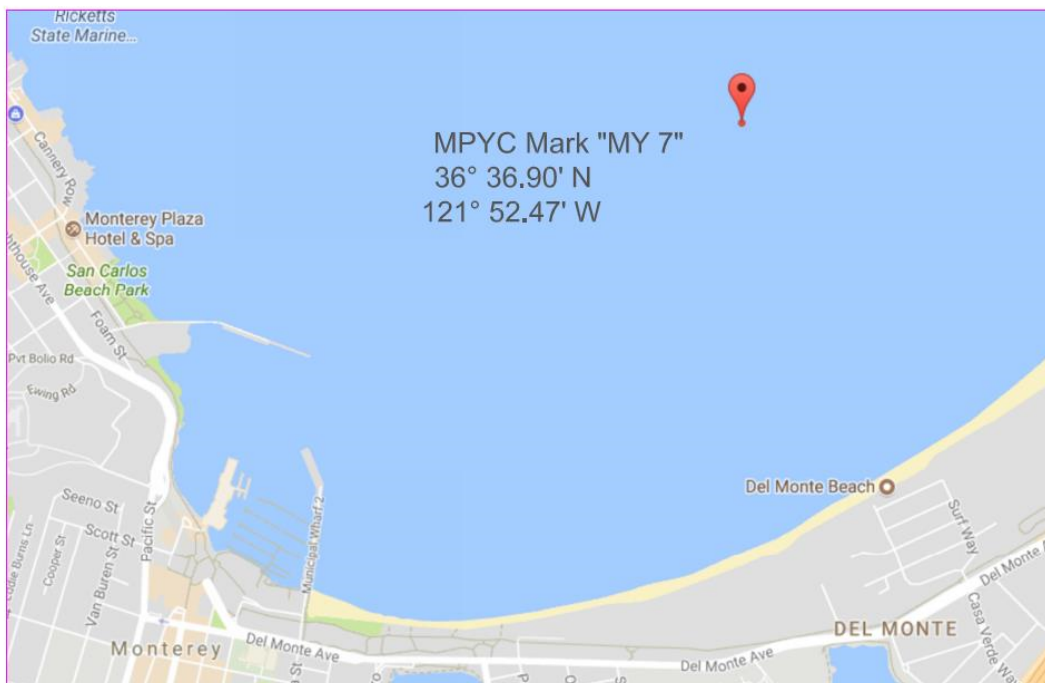 Ricketts
State Marine...
Cannery Row
MPYC Mark "MY 7"
36° 36.90' N
121° 52.47' W
Monterey Plaza
Hotel & Spa
San Carlos
Beach Park
Foam St
Pvt Bolio Rd
Ewing Rd
Del Monte Beach
Seeno St
Scott St
Pacific St
Cooper St
Van Buren St
Municipal Wharf 2
Surf Way
Casa Verde Way
Monterey
Del Monte Ave
Del Monte Ave
DEL MONTE